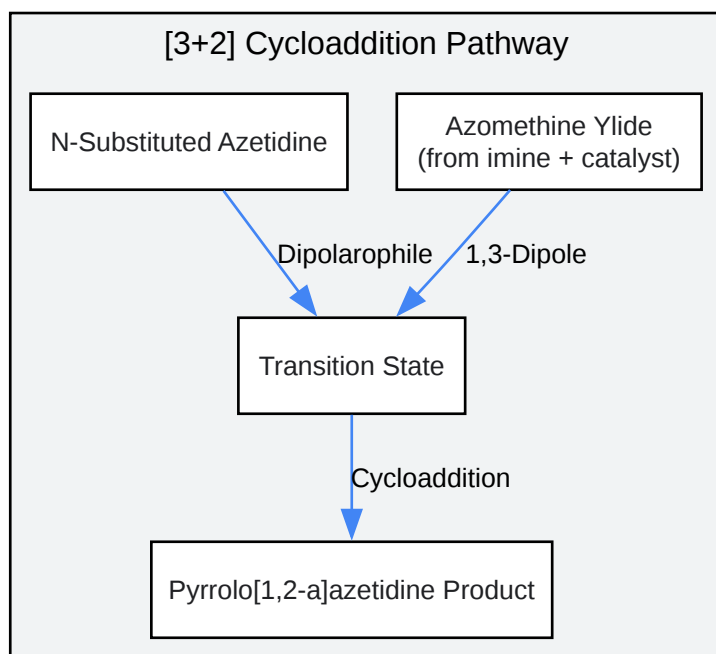 [3+2] Cycloaddition Pathway
N-Substituted Azetidine
Azomethine Ylide
(from imine + catalyst)
Dipolarophile
1,3-Dipole
Transition State
Cycloaddition
Pyrrolo[1,2-a]azetidine Product